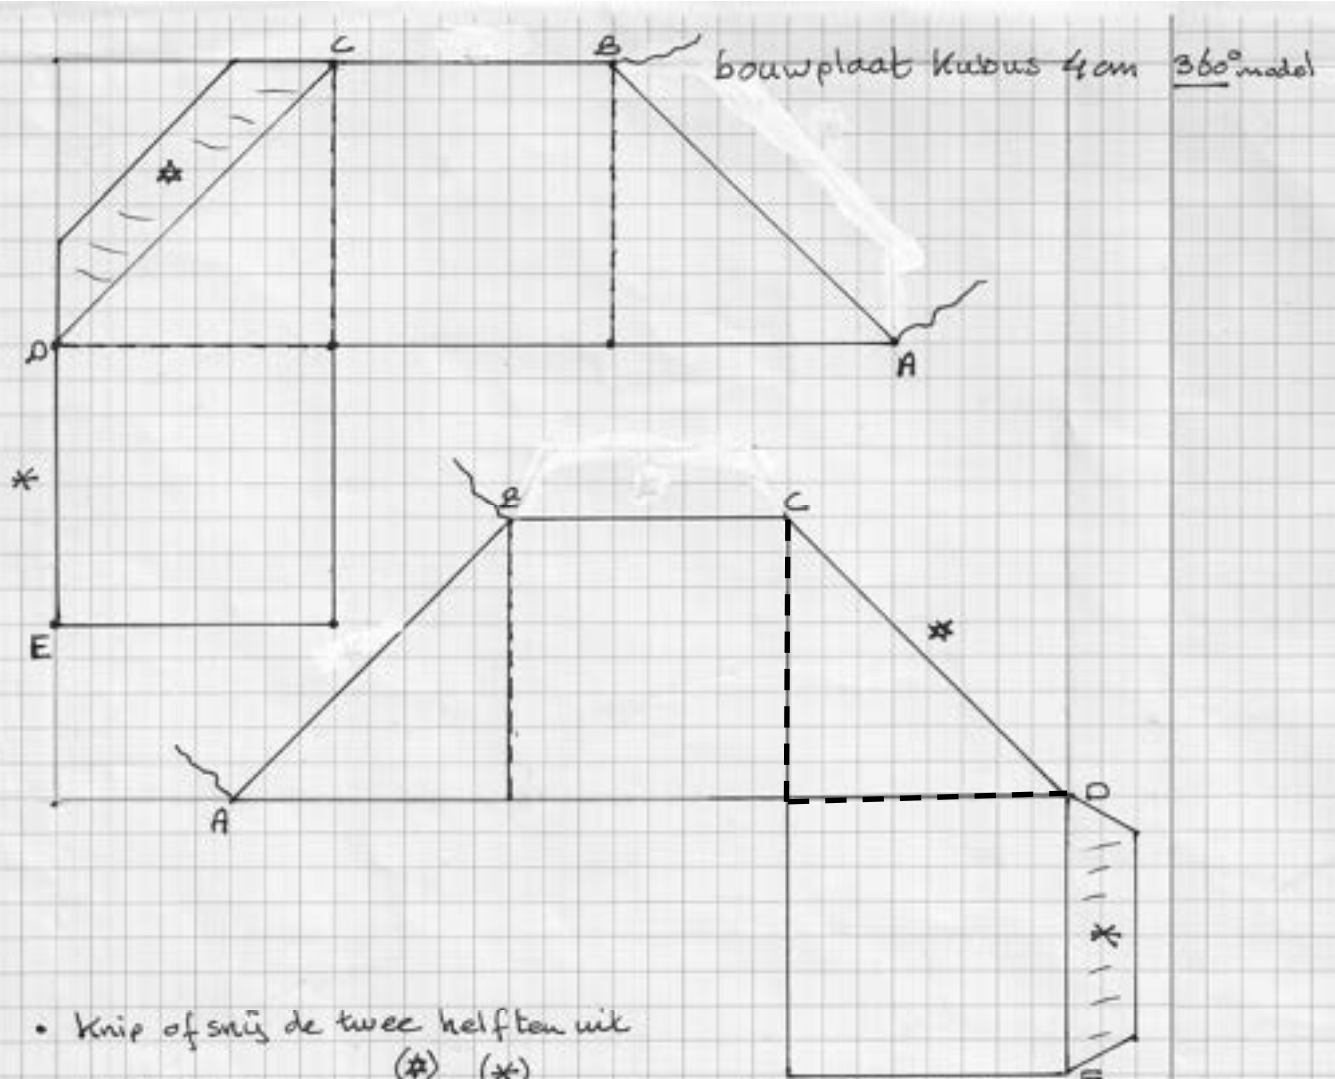 C B
bouwplaat kubus 4 cm 360° model
D
A
B C
E
D
A
E
• Knip of snij de twee helften uit
(✡) (*)